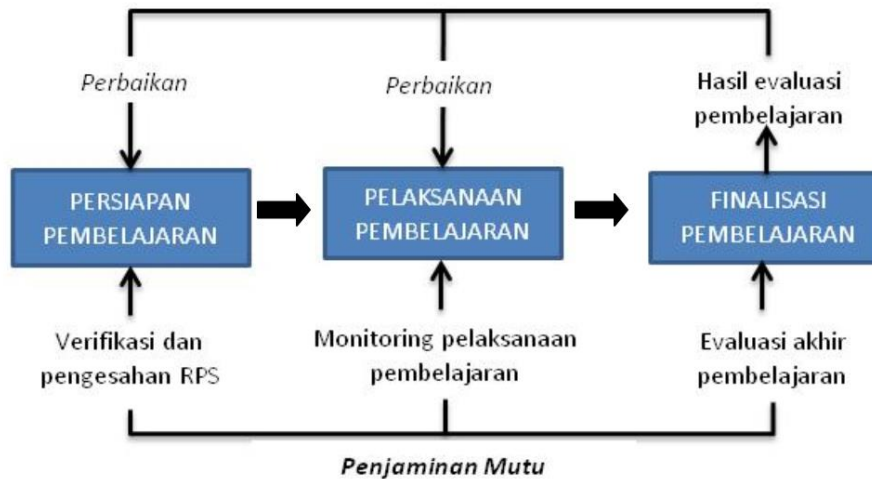 Perbaikan
Perbaikan
Hasil evaluasi
pembelajaran
PERSIAPAN
PEMBELAJARAN
PELAKSANAAN
PEMBELAJARAN
FINALISASI
PEMBELAJARAN
Verifikasi dan
pengesahan RPS
Monitoring pelaksanaan
pembelajaran
Evaluasi akhir
pembelajaran
Penjaminan Mutu